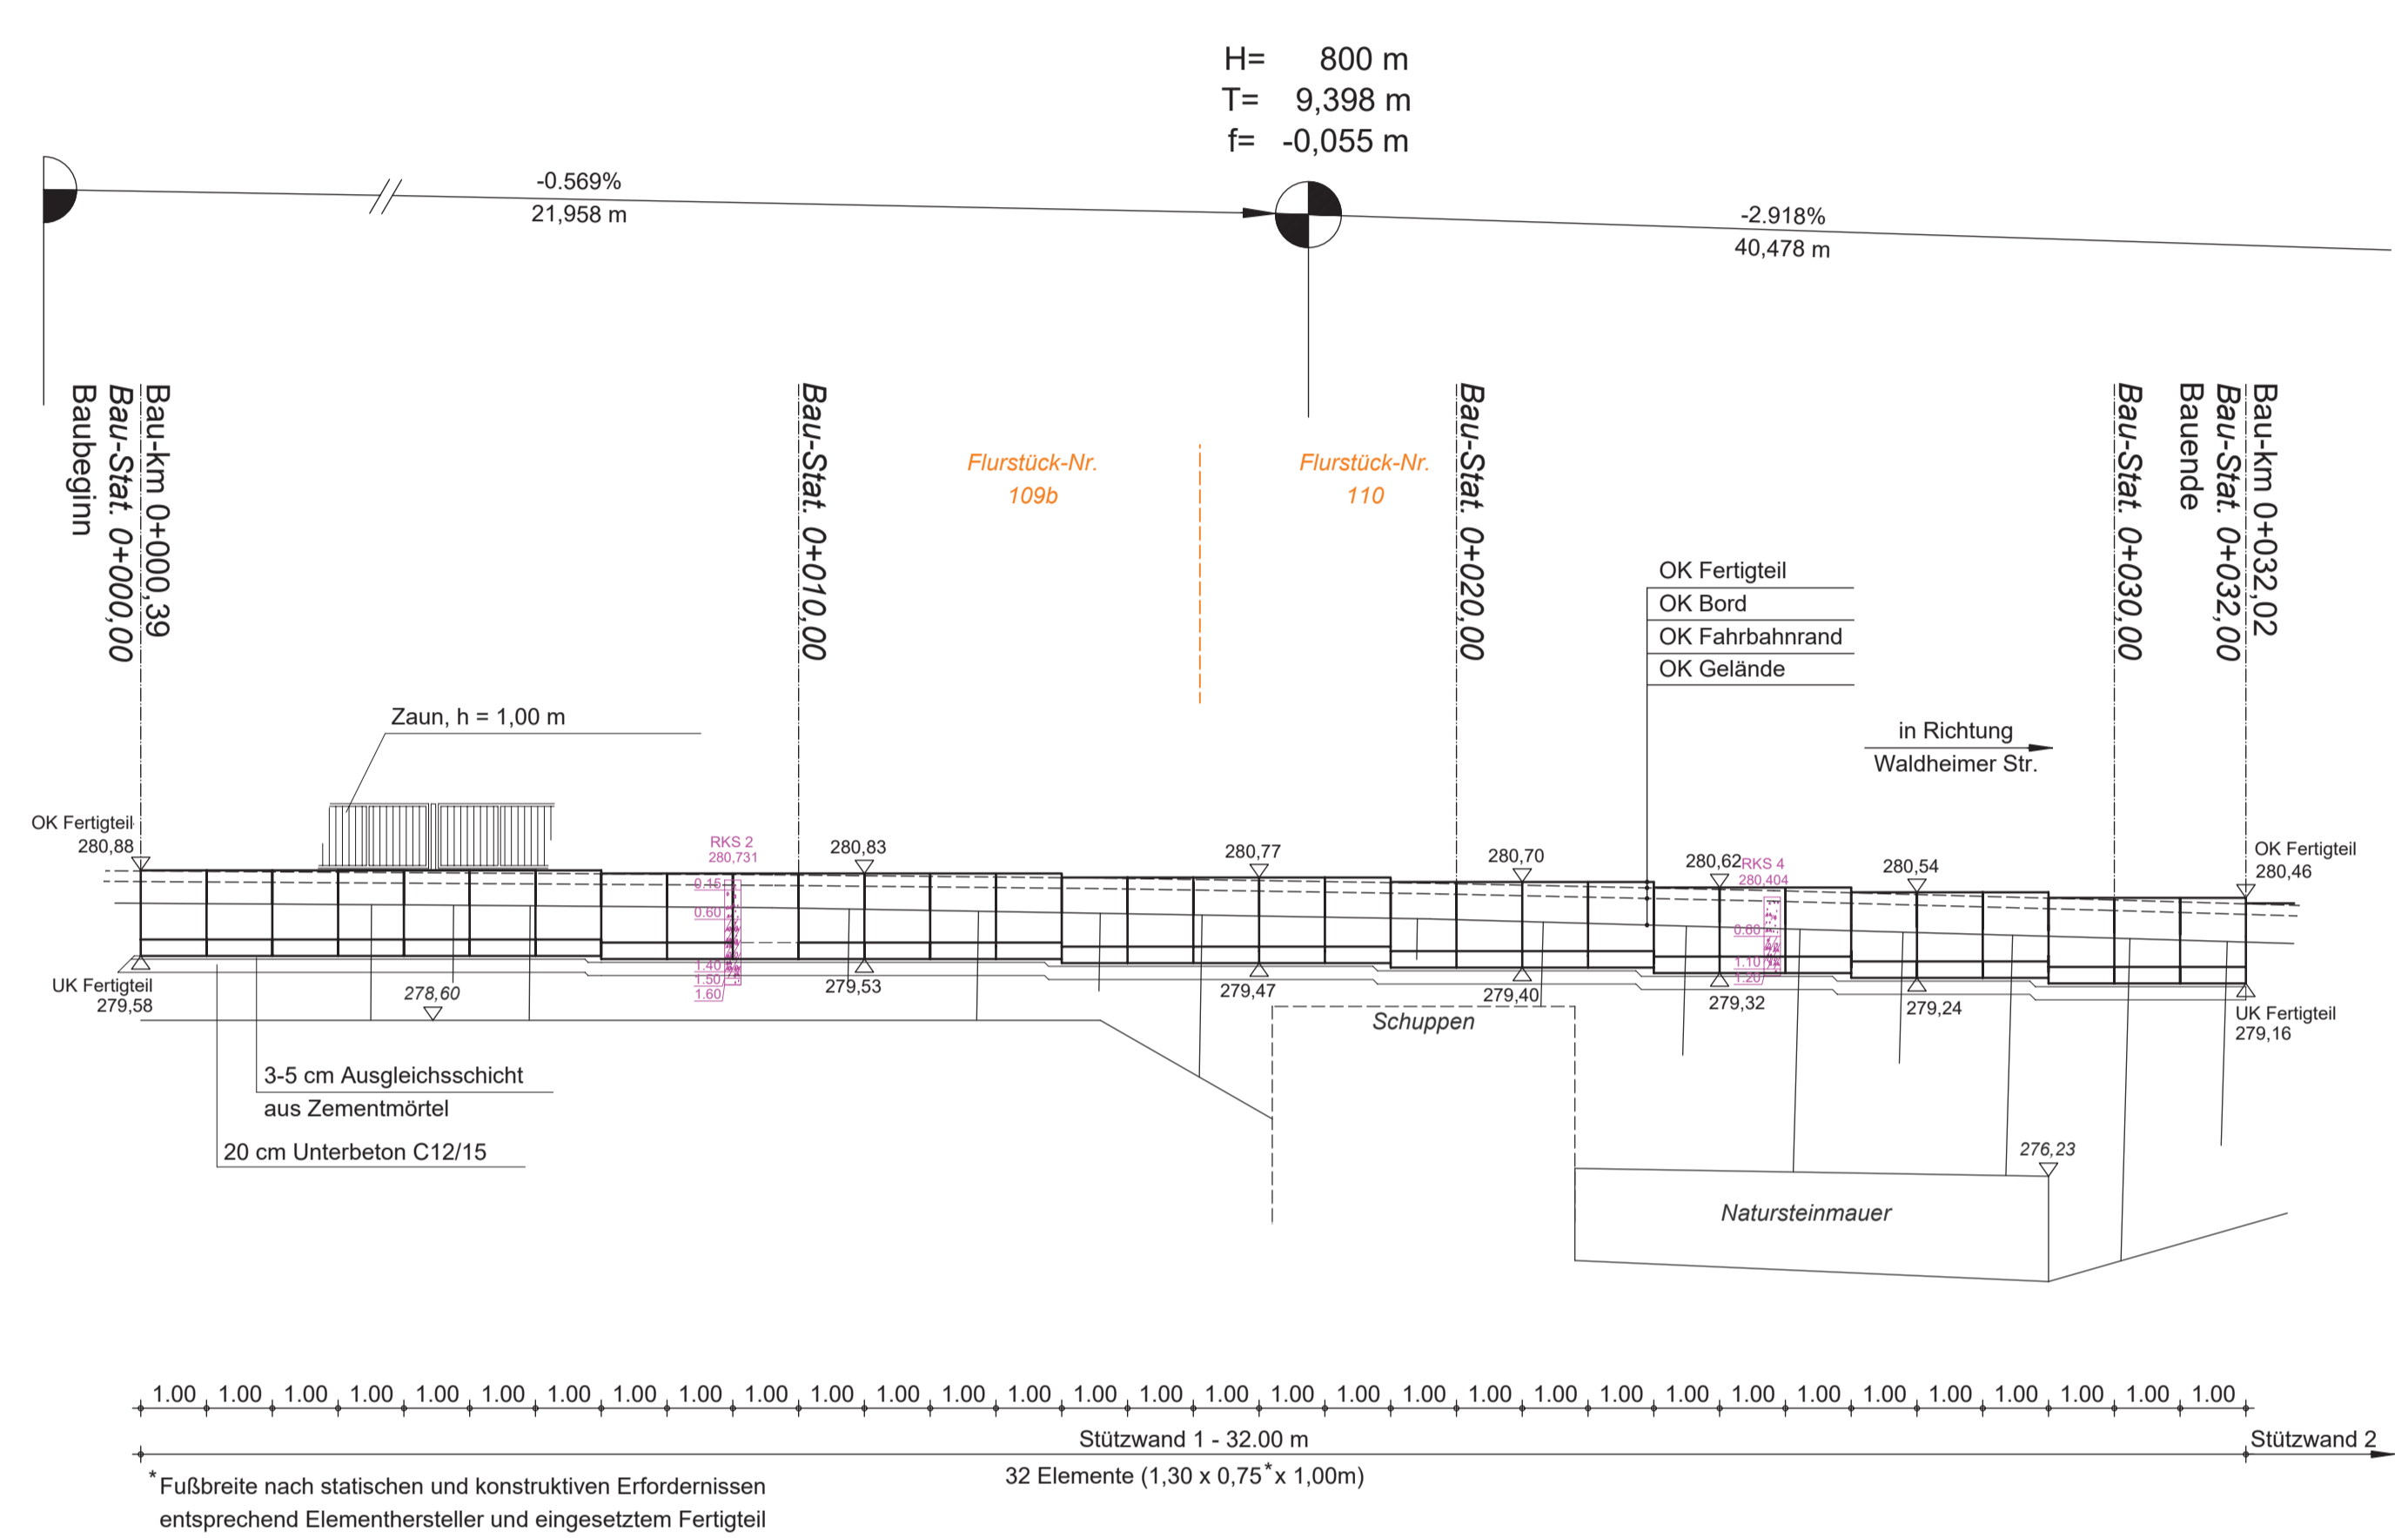 H= 800 m
T= 9,398 m
f= -0,055 m
-0.569%
21,958 m
-2.918%
40,478 m
Baubeginn
Bau-Stat. 0+000,00
Bau-km 0+000,39
Bau-Stat. 0+010,00
Flurstück-Nr.
109b
Flurstück-Nr.
110
Bau-Stat. 0+020,00
Bau-Stat. 0+030,00
Bauende
Bau-Stat. 0+032,00
Bau-km 0+032,02
OK Fertigteil
OK Bord
OK Fahrbahnrand
OK Gelände
in Richtung
Waldheimer Str.
Zaun, h = 1,00 m
OK Fertigteil
280,88
RKS 2
280,731
280,83
280,77
280,70
280,62
RKS 4
280,404
280,54
OK Fertigteil
280,46
0.15
0.60
1.40
1.50
1.60
0.60
1.10
1.20
UK Fertigteil
279,58
278,60
279,53
279,47
279,40
279,32
279,24
UK Fertigteil
279,16
Schuppen
3-5 cm Ausgleichsschicht
aus Zementmörtel
20 cm Unterbeton C12/15
276,23
Natursteinmauer
1.00 1.00 1.00 1.00 1.00 1.00 1.00 1.00 1.00 1.00 1.00 1.00 1.00 1.00 1.00 1.00 1.00 1.00 1.00 1.00 1.00 1.00 1.00 1.00 1.00 1.00 1.00 1.00 1.00 1.00 1.00 1.00
Stützwand 1 - 32.00 m
Stützwand 2
32 Elemente (1,30 x 0,75* x 1,00m)
*Fußbreite nach statischen und konstruktiven Erfordernissen
entsprechend Elementhersteller und eingesetztem Fertigteil